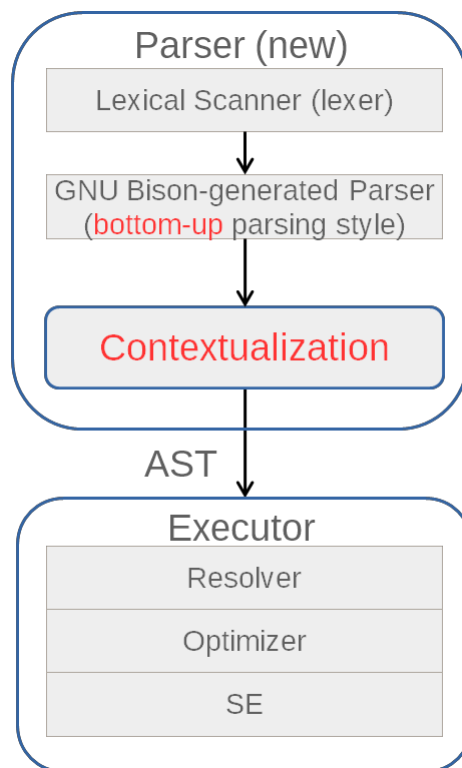 Parser (new)
Lexical Scanner (lexer)
GNU Bison-generated Parser
(bottom-up parsing style)
Contextualization
AST
Executor
Resolver
Optimizer
SE